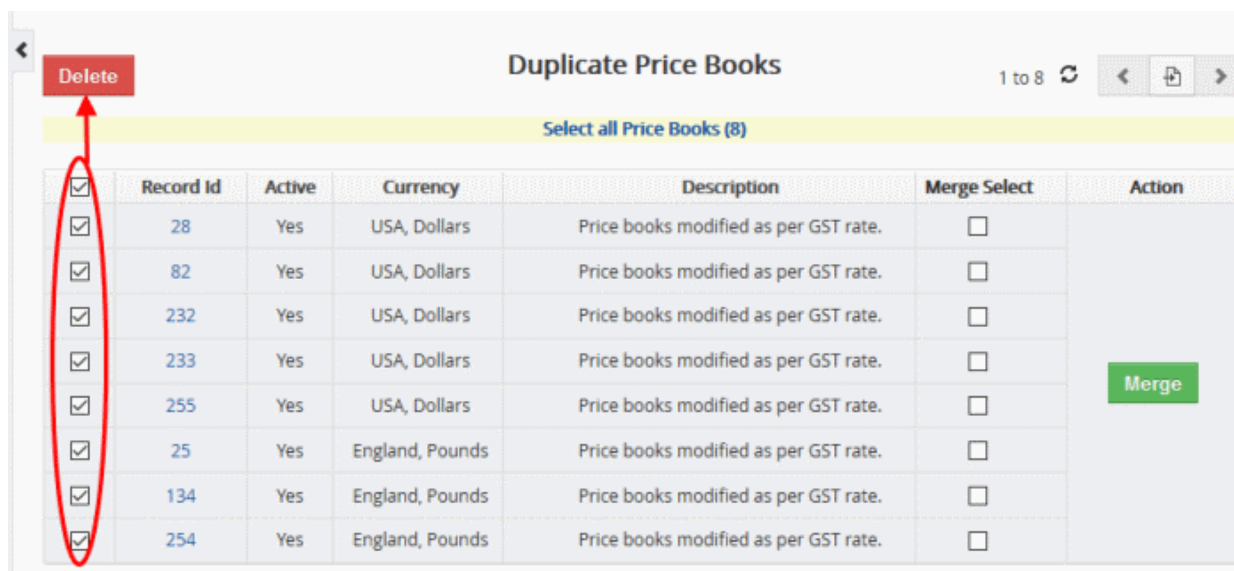 Delete
Duplicate Price Books
1 to 8
Select all Price Books (8)
Record Id Active Currency Description Merge Select Action
28 Yes USA, Dollars Price books modified as per GST rate.
82 Yes USA, Dollars Price books modified as per GST rate.
232 Yes USA, Dollars Price books modified as per GST rate.
233 Yes USA, Dollars Price books modified as per GST rate.
Merge
255 Yes USA, Dollars Price books modified as per GST rate.
25 Yes England, Pounds Price books modified as per GST rate.
134 Yes England, Pounds Price books modified as per GST rate.
254 Yes England, Pounds Price books modified as per GST rate.